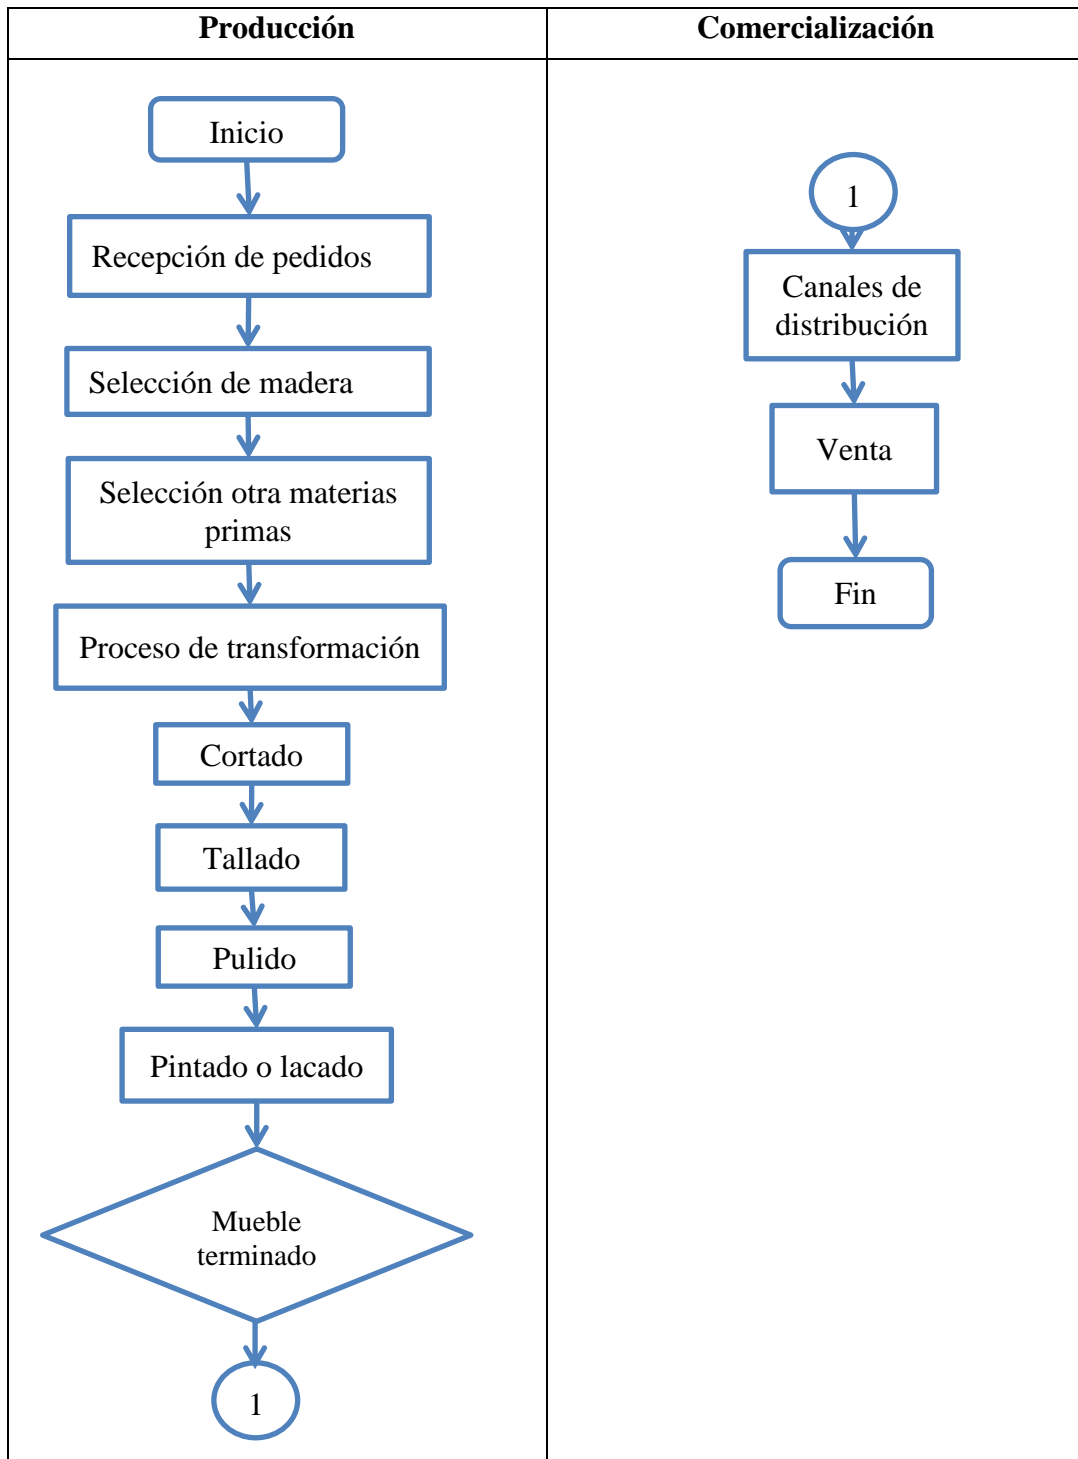 Producción
Comercialización
Inicio
Recepción de pedidos
Selección de madera
Selección otra materias
primas
Proceso de transformación
Cortado
Tallado
Pulido
Pintado o lacado
Mueble
terminado
1
1
Canales de
distribución
Venta
Fin